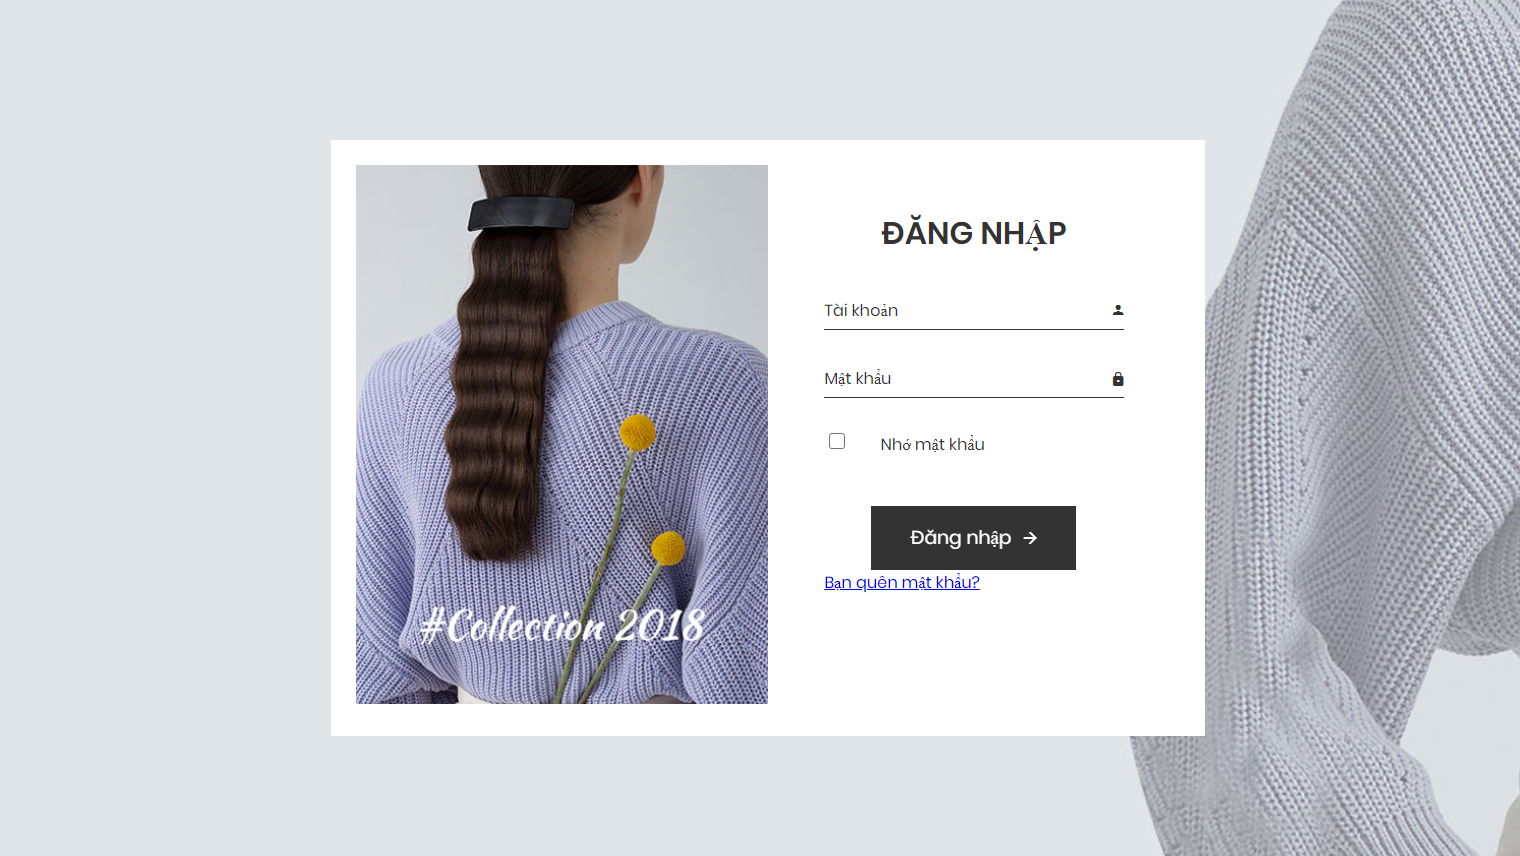 ĐĂNG NHẬP
Tài khoản
Mật khẩu
Nhớ mật khẩu
Đăng nhập →
Bạn quên mật khẩu?
#Collection 2018